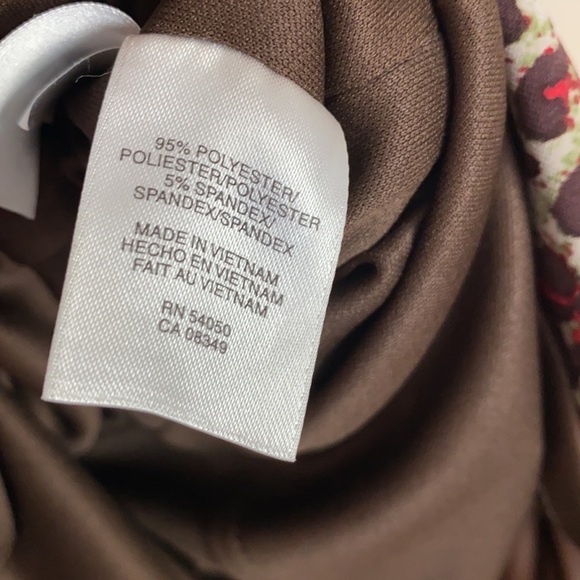 95% POLYESTER/
POLIESTER/POLYESTER
5% SPANDEX/
SPANDEX/SPANDEX
MADE IN VIETNAM
HECHO EN VIETNAM
FAIT AU VIETNAM
RN 54050
CA 08349